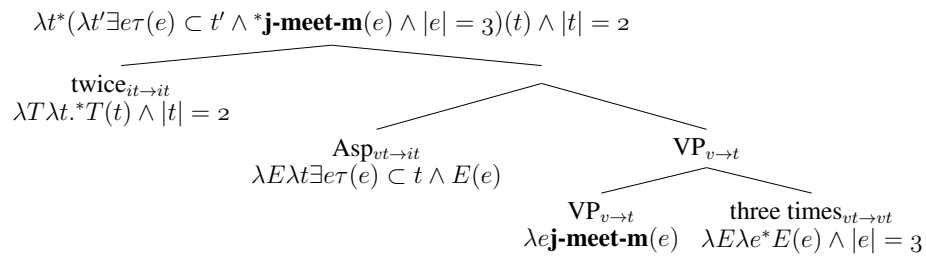 λt*(λt′∃eτ(e) ⊂ t′ ∧ *j-meet-m(e) ∧ |e| = 3)(t) ∧ |t| = 2
twice_{it→it}
λTλt.*T(t) ∧ |t| = 2
Asp_{vt→it} VP_{v→t}
λEλt∃eτ(e) ⊂ t ∧ E(e)
VP_{v→t} three times_{vt→vt}
λej-meet-m(e) λEλe*E(e) ∧ |e| = 3